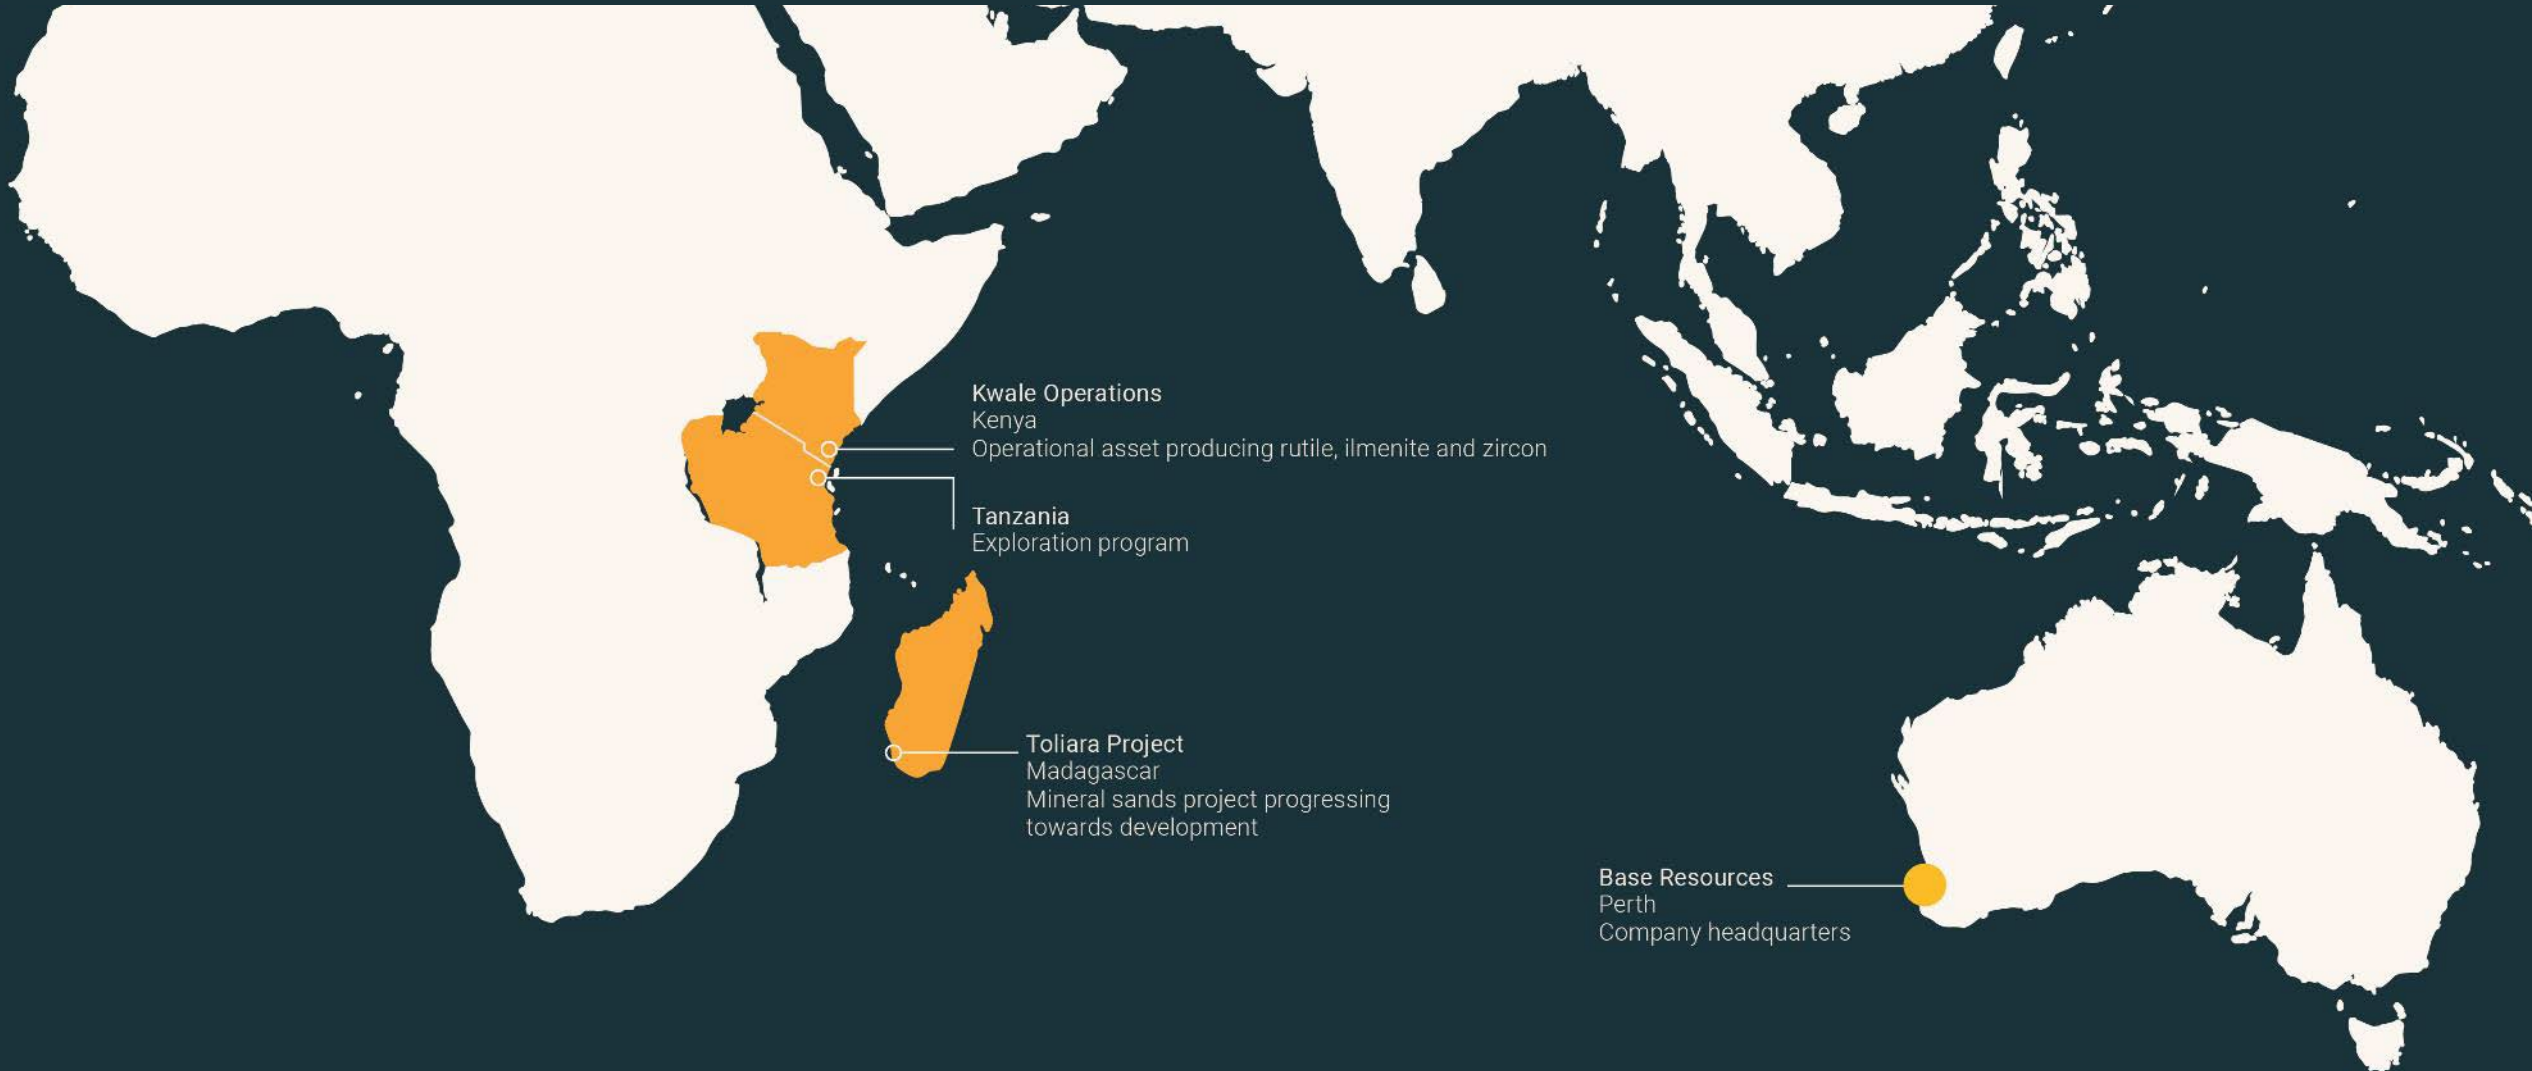 Kwale Operations
Kenya
Operational asset producing rutile, ilmenite and zircon
Tanzania
Exploration program
Toliara Project
Madagascar
Mineral sands project progressing
towards development
Base Resources
Perth
Company headquarters